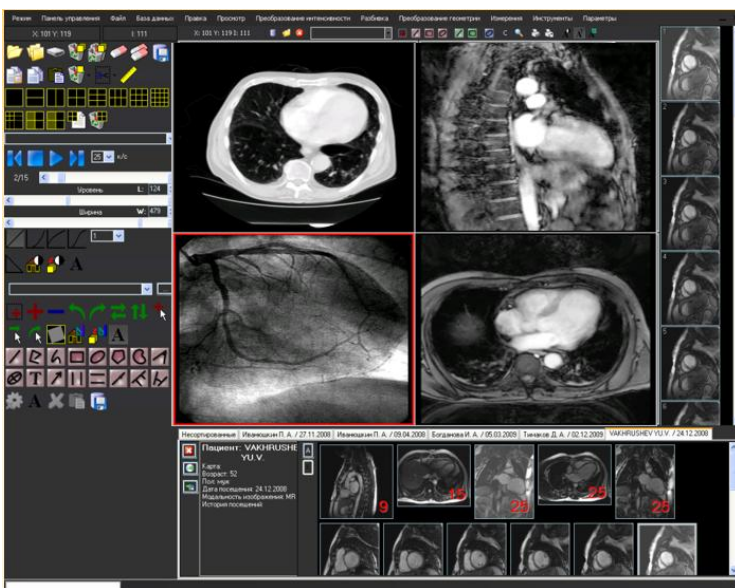 Режим Панель управления Файл База данных Правка Просмотр Преобразование интенсивности Разбивка Преобразование геометрии Измерения Инструменты Параметры
X: 101 Y: 119 I: 111 X: 101 Y: 119 I: 111
25 к/с
2/15
Уровень L: 124
Ширина W: 479
1
A
A
A
T
A
1
2
3
4
5
6
Несортированные Иванюшкин П. А. / 27.11.2008 Иванюшкин П. А. / 09.04.2008 Богданова И. А. / 05.03.2009 Тинаков Д. А. / 02.12.2009 VAKHRUSHEV YU.V. / 24.12.2008
Пациент: VAKHRUSHE
YU.V.
Карта:
Возраст: 52
Пол: муж
Дата посещения: 24.12.2008
Модальность изображения: MR
История посещений:
A
9 15 25 25 25